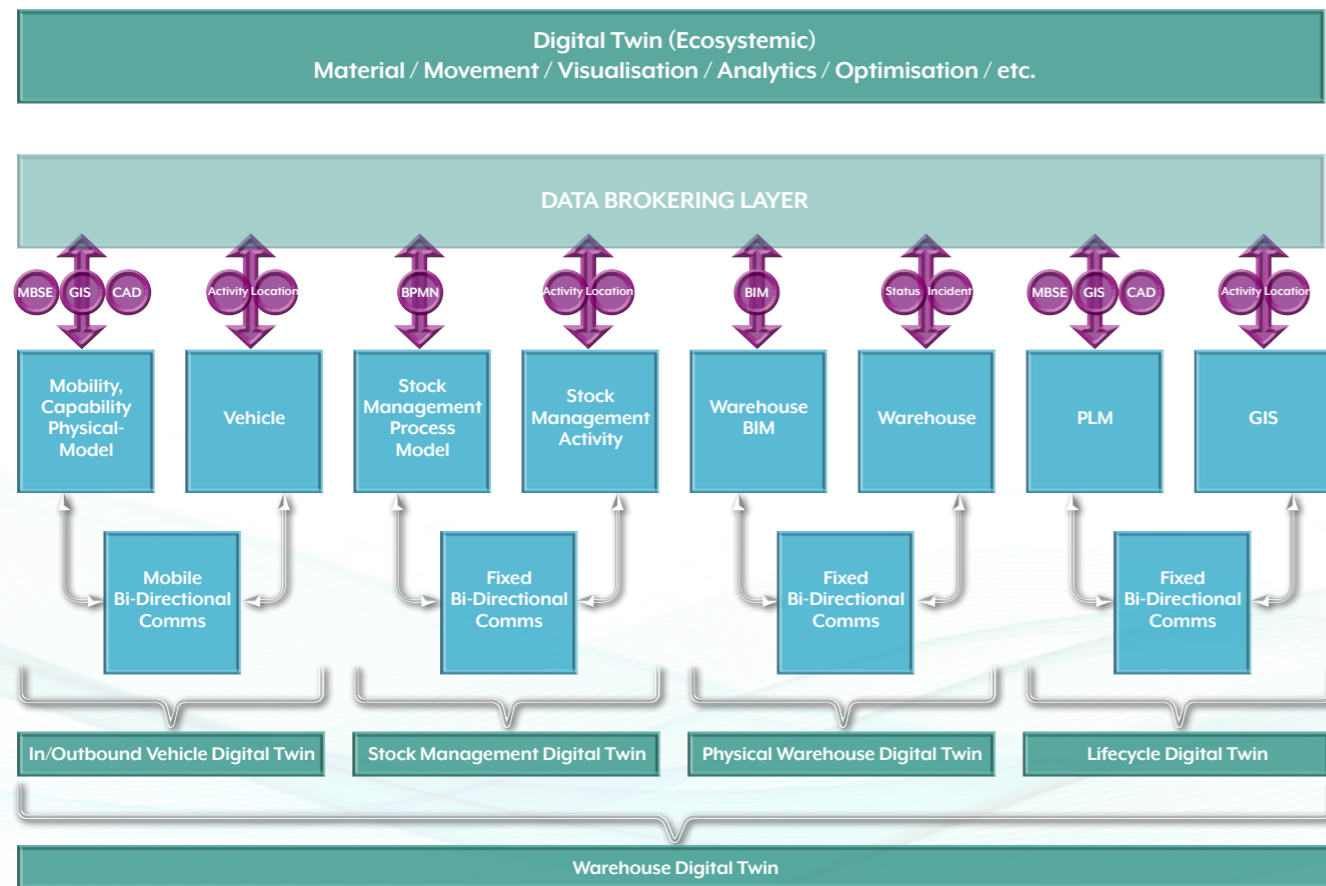 Digital Twin (Ecosystemic)
Material / Movement / Visualisation / Analytics / Optimisation / etc.
DATA BROKERING LAYER
MBSE
GIS
CAD
Activity
Location
BPMN
Activity
Location
BIM
Status
Incident
MBSE
GIS
CAD
Activity
Location
Mobility,
Capability
Physical-
Model
Vehicle
Stock
Management
Process
Model
Stock
Management
Activity
Warehouse
BIM
Warehouse
PLM
GIS
Mobile
Bi-Directional
Comms
Fixed
Bi-Directional
Comms
Fixed
Bi-Directional
Comms
Fixed
Bi-Directional
Comms
In/Outbound Vehicle Digital Twin
Stock Management Digital Twin
Physical Warehouse Digital Twin
Lifecycle Digital Twin
Warehouse Digital Twin